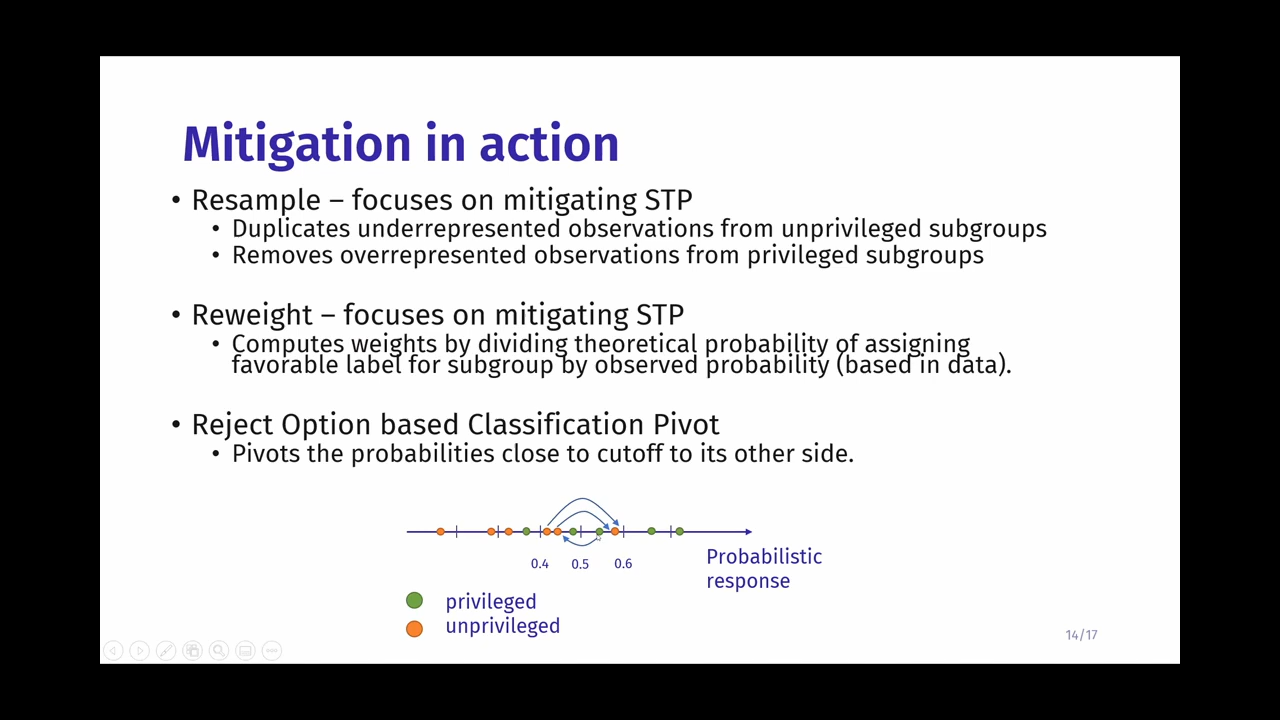 Mitigation in action
• Resample – focuses on mitigating STP
• Duplicates underrepresented observations from unprivileged subgroups
• Removes overrepresented observations from privileged subgroups
• Reweight – focuses on mitigating STP
• Computes weights by dividing theoretical probability of assigning
favorable label for subgroup by observed probability (based in data).
• Reject Option based Classification Pivot
• Pivots the probabilities close to cutoff to its other side.
0.4 0.5 0.6
Probabilistic
response
privileged
unprivileged
14/17